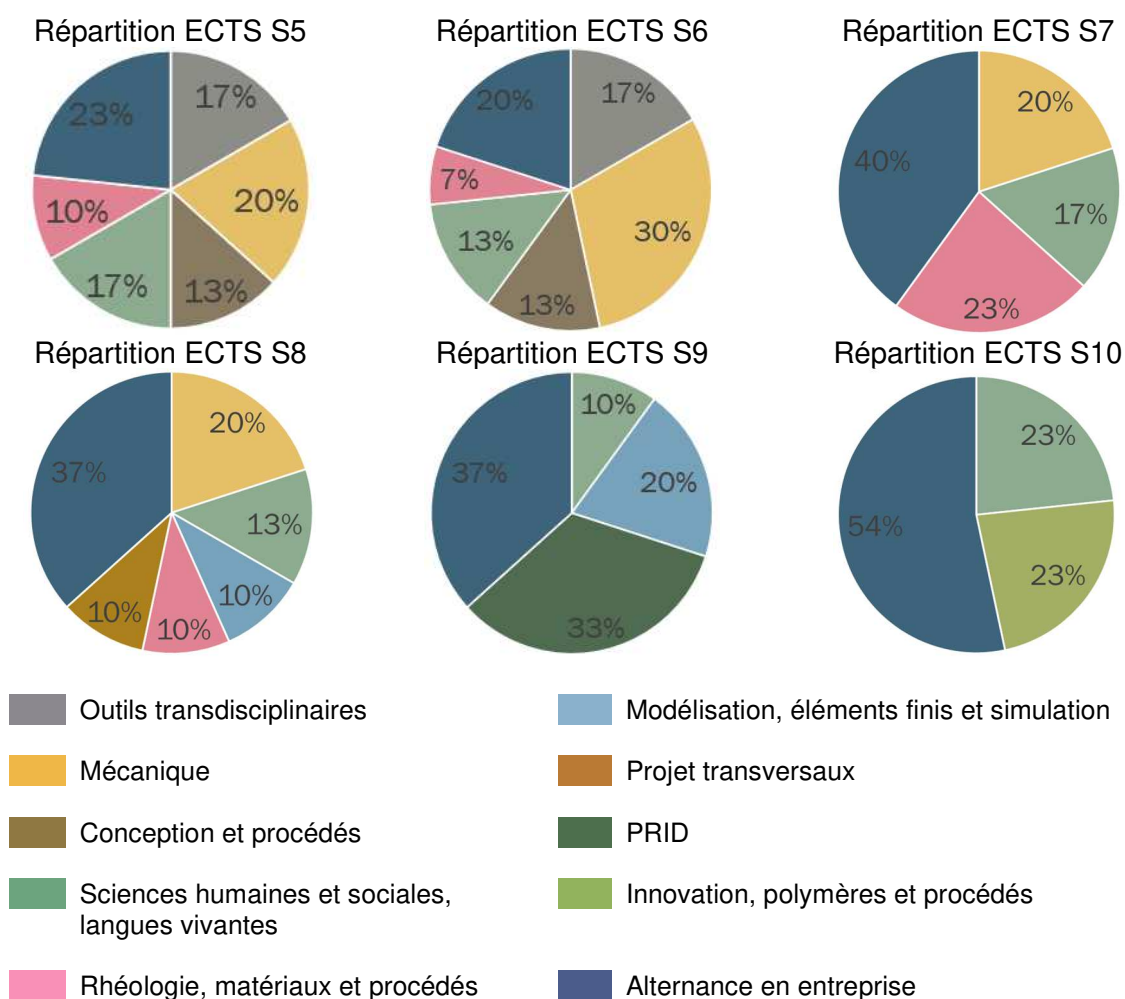 Répartition ECTS S5
17%
20%
13%
17%
10%
23%
Répartition ECTS S6
17%
30%
13%
13%
7%
20%
Répartition ECTS S7
20%
17%
23%
40%
Répartition ECTS S8
20%
13%
10%
10%
10%
37%
Répartition ECTS S9
10%
20%
33%
37%
Répartition ECTS S10
23%
23%
54%
Outils transdisciplinaires
Mécanique
Conception et procédés
Sciences humaines et sociales,
langues vivantes
Rhéologie, matériaux et procédés
Modélisation, éléments finis et simulation
Projet transversaux
PRID
Innovation, polymères et procédés
Alternance en entreprise